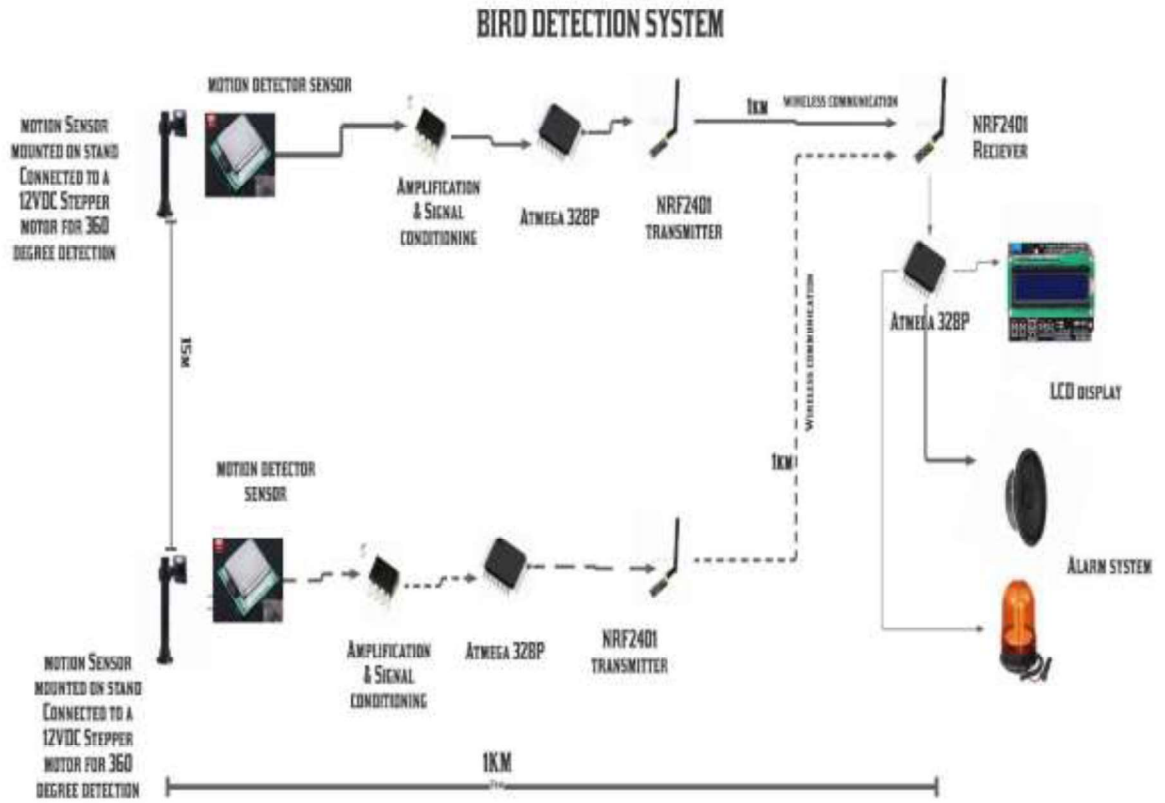 BIRD DETECTION SYSTEM
MOTION DETECTOR SENSOR
MOTION SENSOR
MOUNTED ON STAND
CONNECTED TO A
12VDC STEPPER
MOTOR FOR 360
DEGREE DETECTION
AMPLIFICATION
& SIGNAL
CONDITIONING
ATMEGA 328P
NRF2401
TRANSMITTER
1KM
WIRELESS COMMUNICATION
NRF2401
RECIEVER
ATMEGA 328P
LCD DISPLAY
WIRELESS COMMUNICATION
1KM
15M
MOTION DETECTOR
SENSOR
AMPLIFICATION
& SIGNAL
CONDITIONING
ATMEGA 328P
NRF2401
TRANSMITTER
ALARM SYSTEM
MOTION SENSOR
MOUNTED ON STAND
CONNECTED TO A
12VDC STEPPER
MOTOR FOR 360
DEGREE DETECTION
1KM